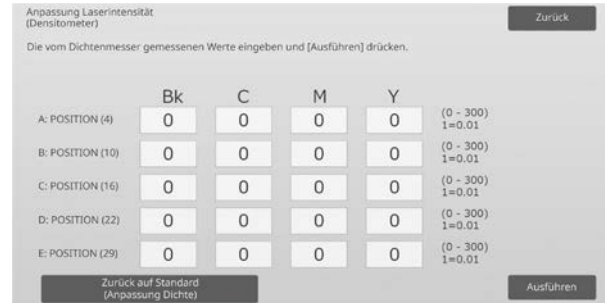 Anpassung Laserintensität
(Densitometer)
Zurück
Die vom Dichtenmesser gemessenen Werte eingeben und [Ausführen] drücken.
Bk C M Y
A: POSITION (4) 0 0 0 0 (0 - 300)
1=0.01
B: POSITION (10) 0 0 0 0 (0 - 300)
1=0.01
C: POSITION (16) 0 0 0 0 (0 - 300)
1=0.01
D: POSITION (22) 0 0 0 0 (0 - 300)
1=0.01
E: POSITION (29) 0 0 0 0 (0 - 300)
1=0.01
Zurück auf Standard
(Anpassung Dichte)
Ausführen